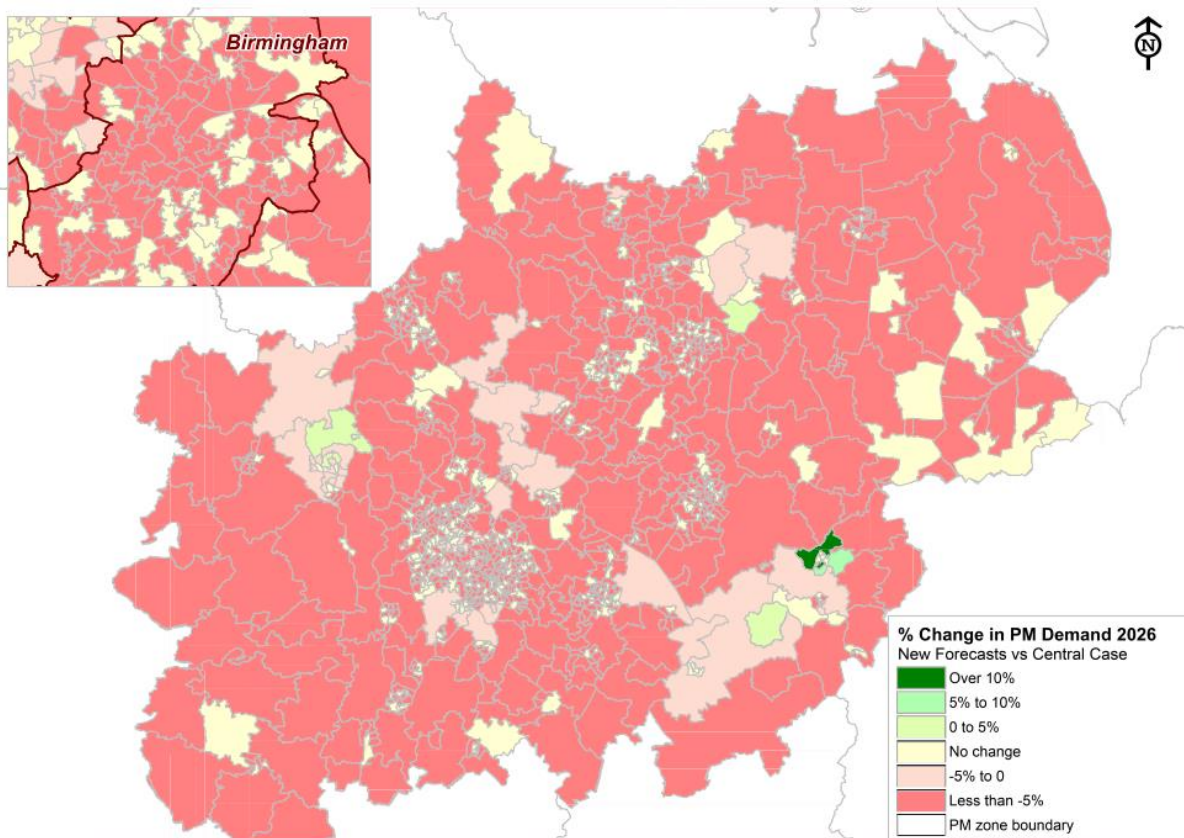 Birmingham
N
% Change in PM Demand 2026
New Forecasts vs Central Case
Over 10%
5% to 10%
0 to 5%
No change
-5% to 0
Less than -5%
PM zone boundary